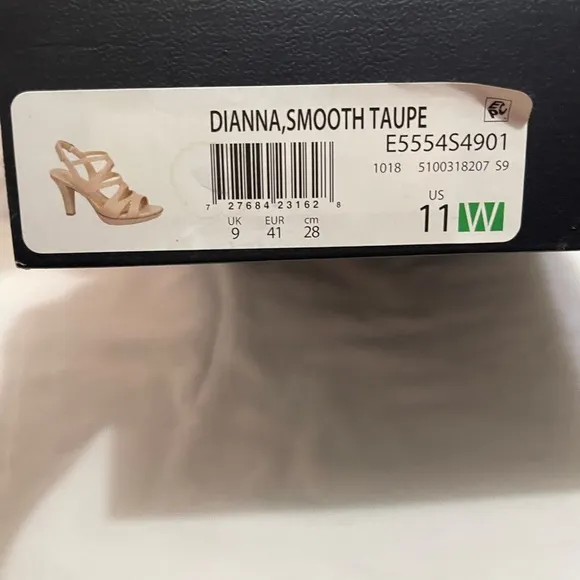 DIANNA,SMOOTH TAUPE
E5554S4901
1018 5100318207 S9
7 27684 23162 8
UK EUR cm
9 41 28
US
11 W